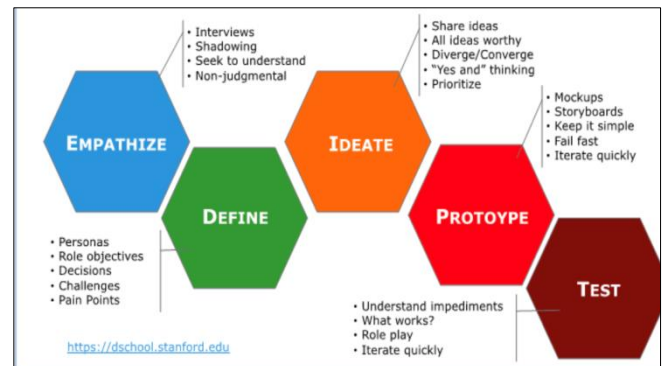 • Interviews
• Shadowing
• Seek to understand
• Non-judgmental
EMPATHIZE
• Personas
• Role objectives
• Decisions
• Challenges
• Pain Points
DEFINE
• Share ideas
• All ideas worthy
• Diverge/Converge
• "Yes and" thinking
• Prioritize
IDEATE
• Mockups
• Storyboards
• Keep it simple
• Fail fast
• Iterate quickly
PROTOYPE
• Understand impediments
• What works?
• Role play
• Iterate quickly
TEST
https://dschool.stanford.edu